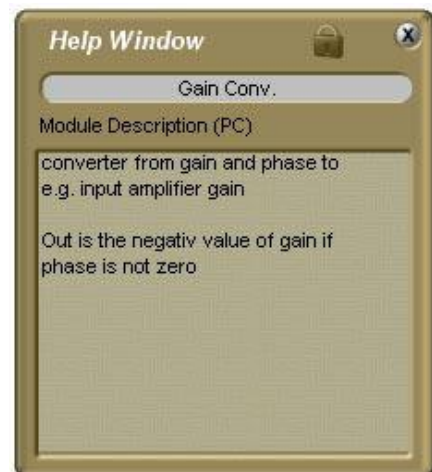 Help Window
X
Gain Conv.
Module Description (PC)
converter from gain and phase to
e.g. input amplifier gain
Out is the negativ value of gain if
phase is not zero